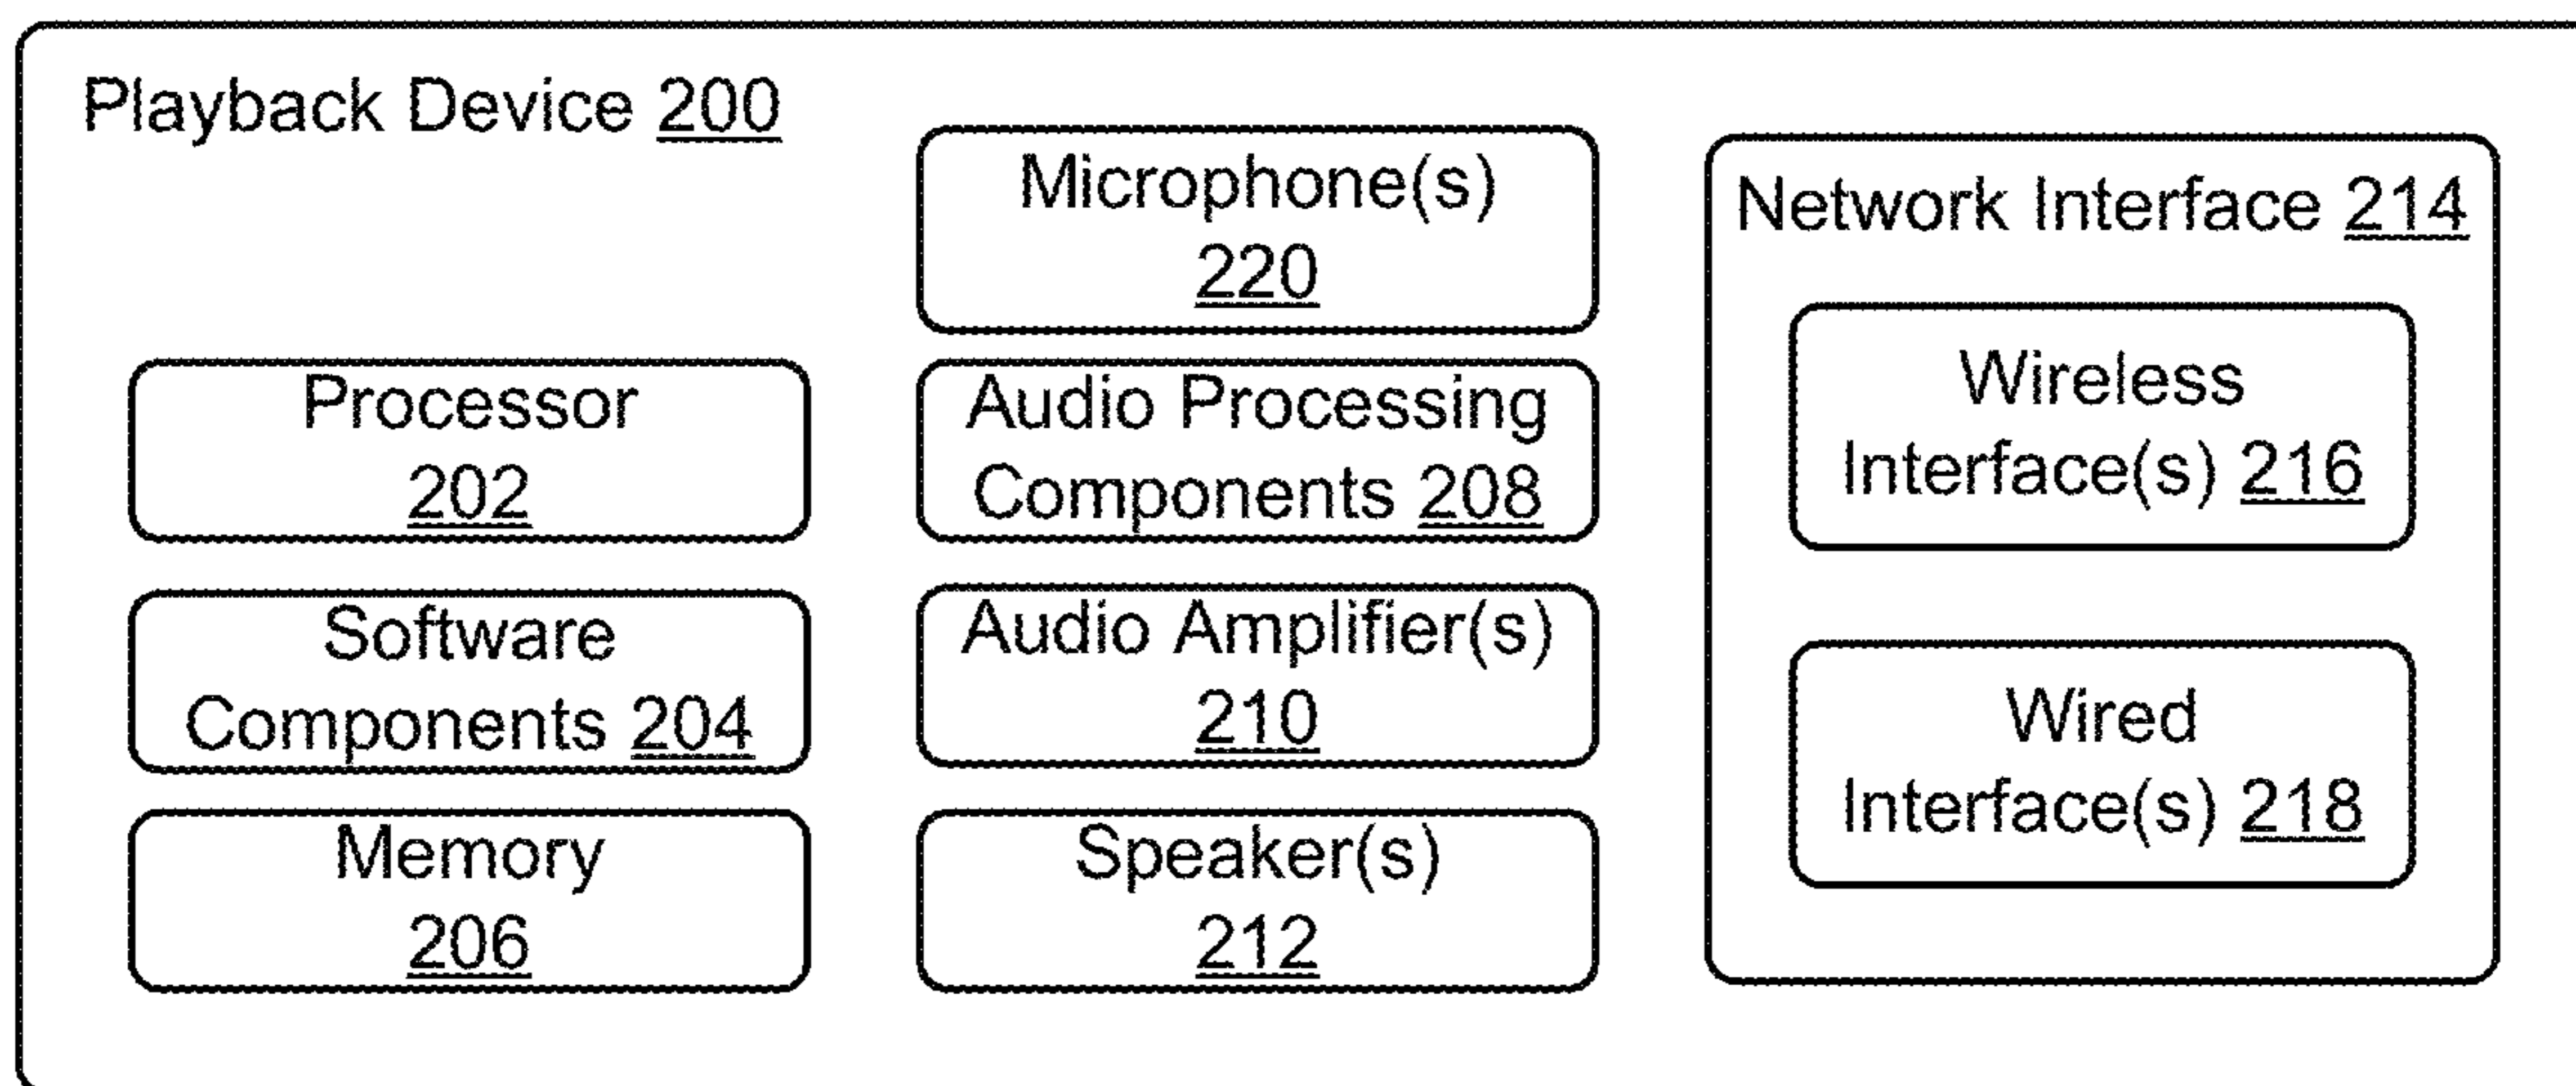 Playback Device 200
Processor
202
Software
Components 204
Memory
206
Microphone(s)
220
Audio Processing
Components 208
Audio Amplifier(s)
210
Speaker(s)
212
Network Interface 214
Wireless
Interface(s) 216
Wired
Interface(s) 218